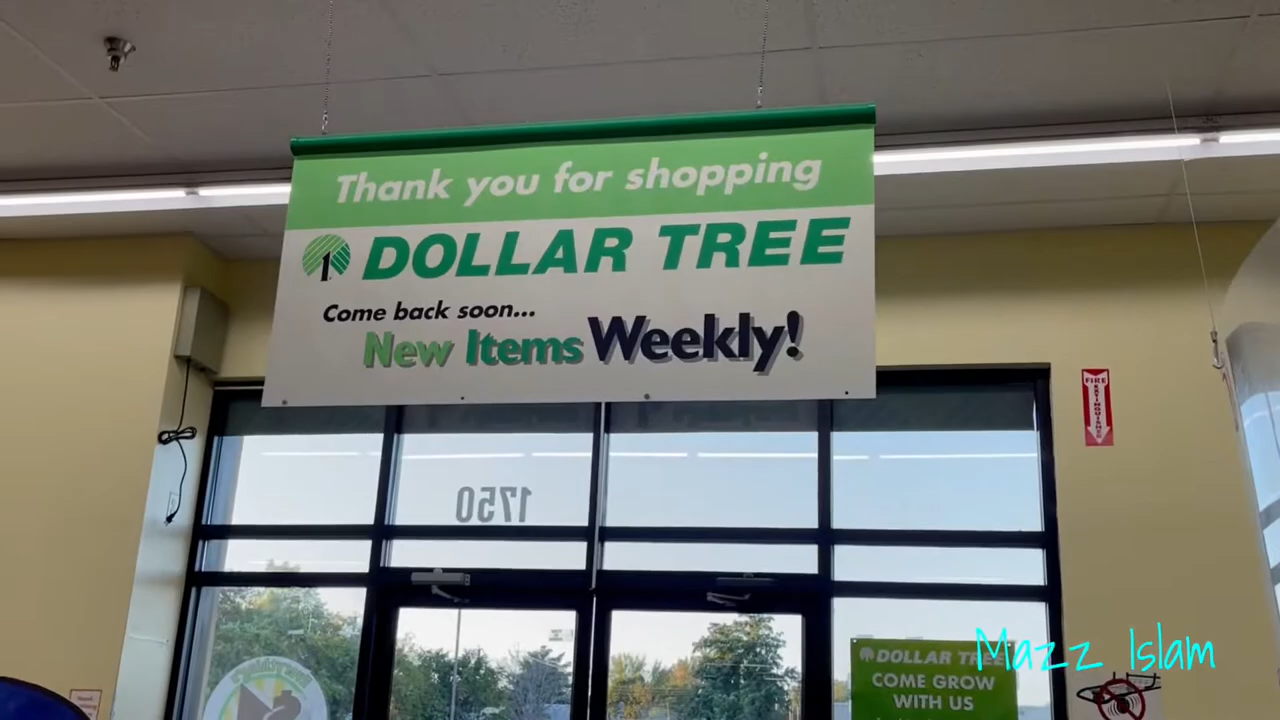 Thank you for shopping
DOLLAR TREE
Come back soon...
New Items Weekly!
FIRE EXTINGUISHER
1750
DOLLAR TREE
COME GROW
WITH US
Mazz Islam